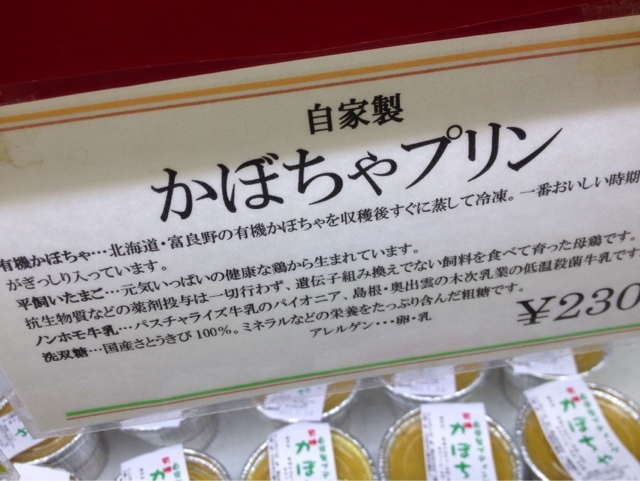 自家製
かぼちゃプリン
有機かぼちゃ…北海道・富良野の有機かぼちゃを収穫後すぐに蒸して冷凍。一番おいしい時期
がぎっしり入っています。
平飼いたまご…元気いっぱいの健康な鶏から生まれています。
抗生物質などの薬剤投与は一切行わず、遺伝子組み換えでない飼料を食べて育った母鶏です。
ノンホモ牛乳…パスチャライズ牛乳のパイオニア、島根・奥出雲の木次乳業の低温殺菌牛乳です
洗双糖…国産さとうきび100%。ミネラルなどの栄養をたっぷり含んだ粗糖です。
アレルゲン・・・卵・乳
¥230
かぼち
かぼち
かぼちゃ